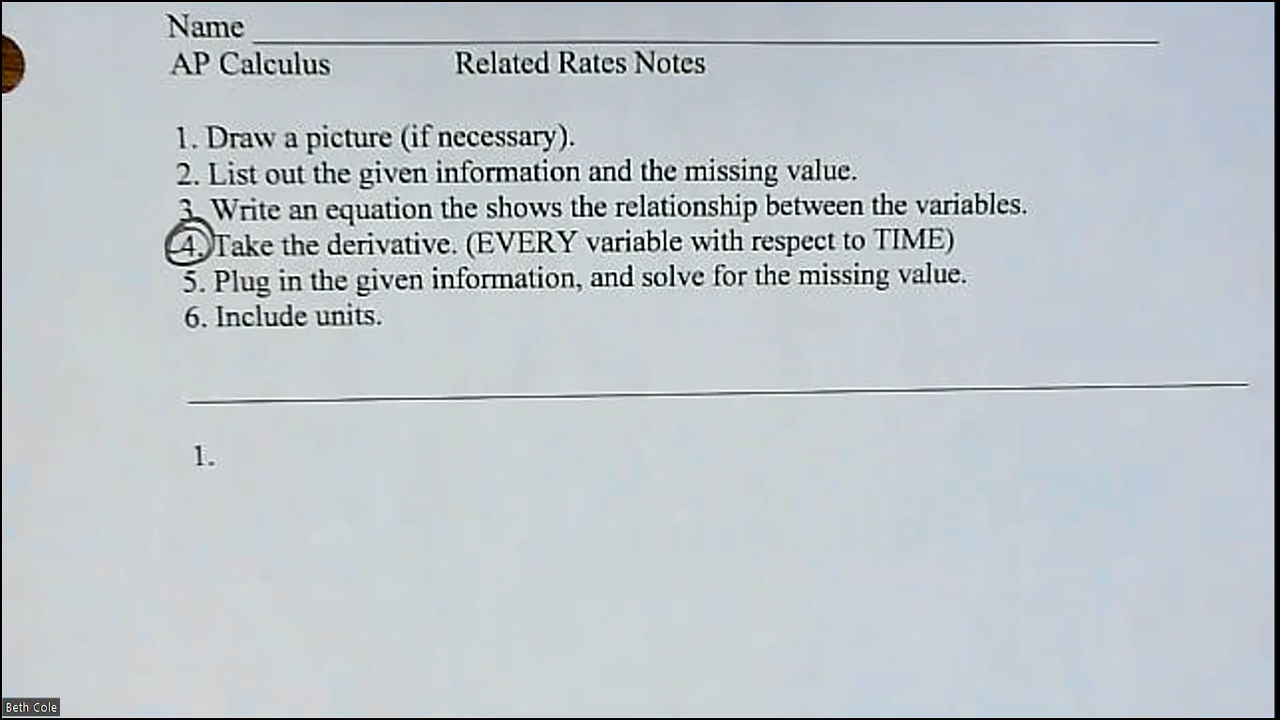 Name
AP Calculus Related Rates Notes
1. Draw a picture (if necessary).
2. List out the given information and the missing value.
3. Write an equation the shows the relationship between the variables.
4. Take the derivative. (EVERY variable with respect to TIME)
5. Plug in the given information, and solve for the missing value.
6. Include units.
1.
Beth Cole